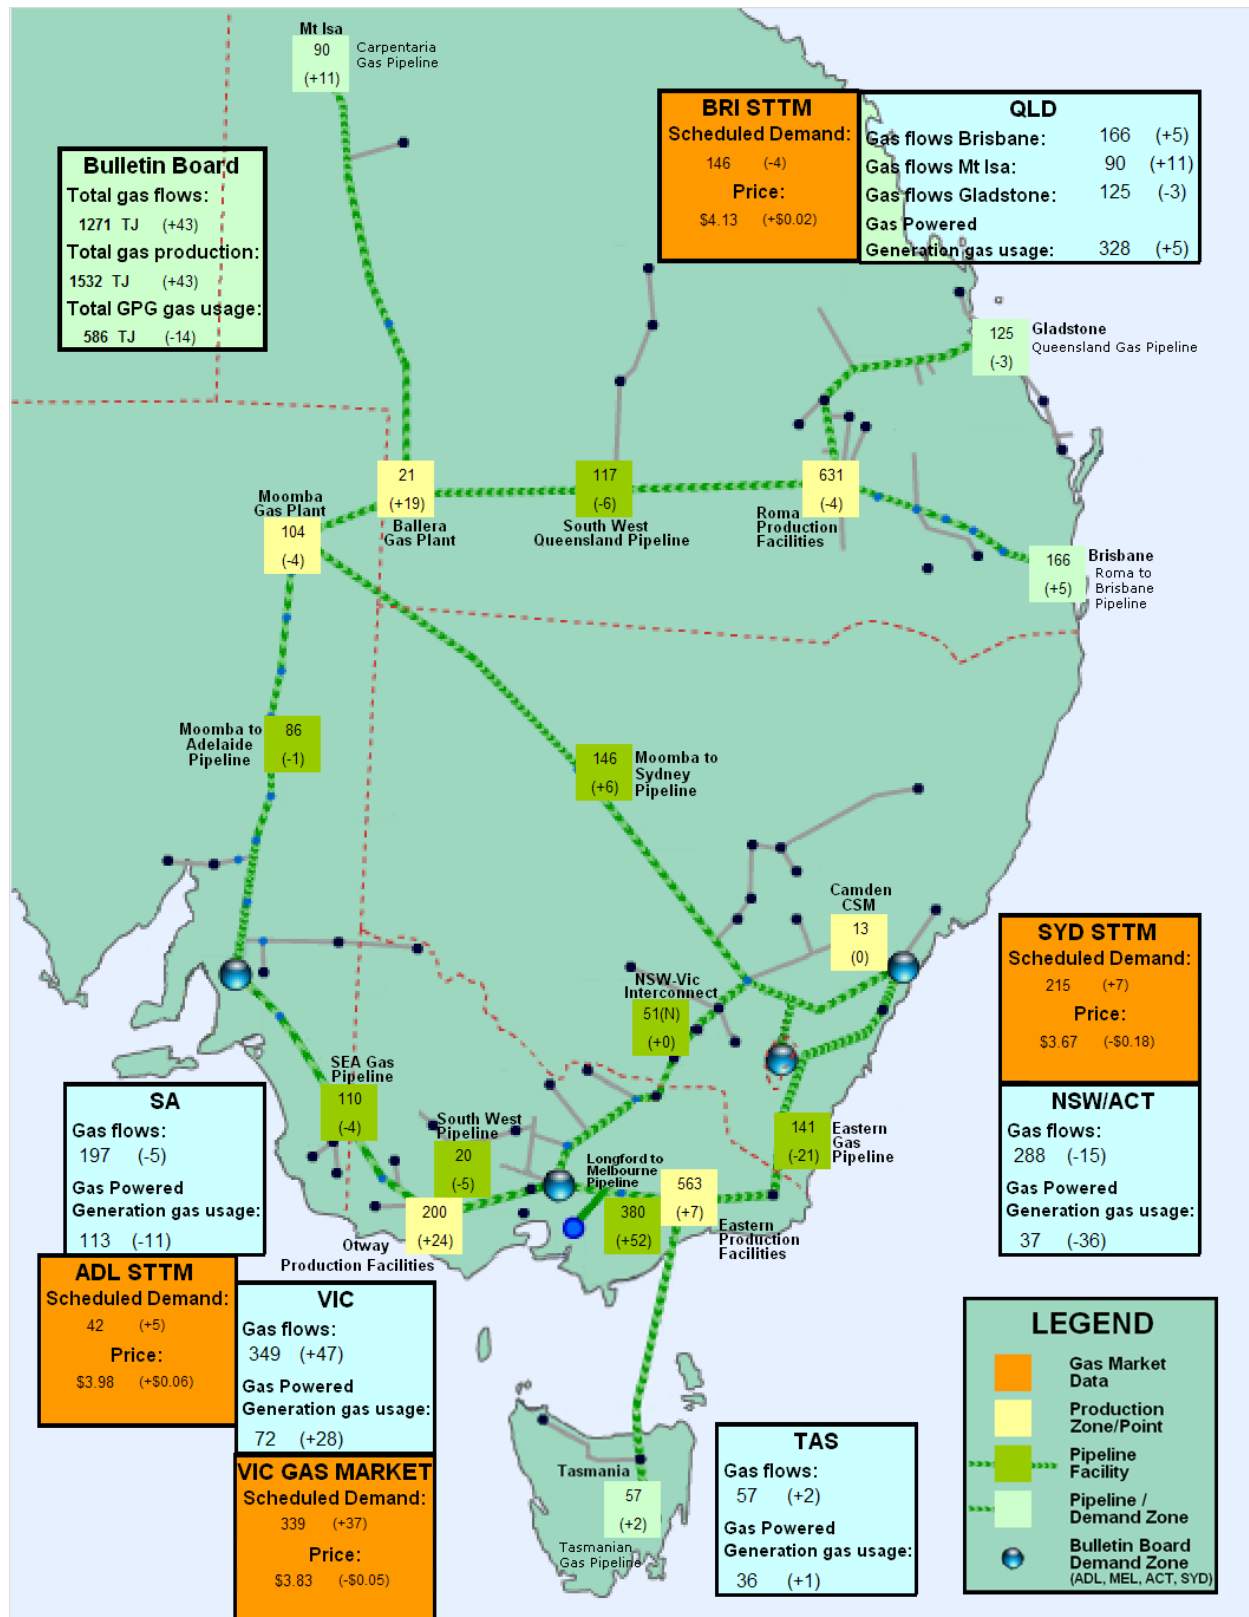 Mt Isa
90
(+11)
Carpentaria
Gas Pipeline
BRI STTM
Scheduled Demand:
146 (-4)
Price:
$4.13 (+$0.02)
QLD
Gas flows Brisbane: 166 (+5)
Gas flows Mt Isa: 90 (+11)
Gas flows Gladstone: 125 (-3)
Gas Powered
Generation gas usage: 328 (+5)
Bulletin Board
Total gas flows:
1271 TJ (+43)
Total gas production:
1532 TJ (+43)
Total GPG gas usage:
586 TJ (-14)
125
(-3)
Gladstone
Queensland Gas Pipeline
Moomba
Gas Plant
104
(-4)
21
(+19)
Ballera
Gas Plant
117
(-6)
South West
Queensland Pipeline
631
(-4)
Roma
Production
Facilities
166
(+5)
Brisbane
Roma to
Brisbane
Pipeline
Moomba to
Adelaide
Pipeline
86
(-1)
146
(+6)
Moomba to
Sydney
Pipeline
Camden
CSM
13
(0)
NSW-Vic
Interconnect
51(N)
(+0)
SYD STTM
Scheduled Demand:
215 (+7)
Price:
$3.67 (-$0.18)
NSW/ACT
Gas flows:
288 (-15)
Gas Powered
Generation gas usage:
37 (-36)
SEA Gas
Pipeline
110
(-4)
South West
Pipeline
20
(-5)
Longford to
Melbourne
Pipeline
380
(+52)
563
(+7)
Eastern
Production
Facilities
141
(-21)
Eastern
Gas
Pipeline
200
(+24)
Otway
Production Facilities
SA
Gas flows:
197 (-5)
Gas Powered
Generation gas usage:
113 (-11)
ADL STTM
Scheduled Demand:
42 (+5)
Price:
$3.98 (+$0.06)
VIC
Gas flows:
349 (+47)
Gas Powered
Generation gas usage:
72 (+28)
VIC GAS MARKET
Scheduled Demand:
339 (+37)
Price:
$3.83 (-$0.05)
Tasmania
57
(+2)
Tasmanian
Gas Pipeline
TAS
Gas flows:
57 (+2)
Gas Powered
Generation gas usage:
36 (+1)
LEGEND
Gas Market
Data
Production
Zone/Point
Pipeline
Facility
Pipeline /
Demand Zone
Bulletin Board
Demand Zone
(ADL, MEL, ACT, SYD)